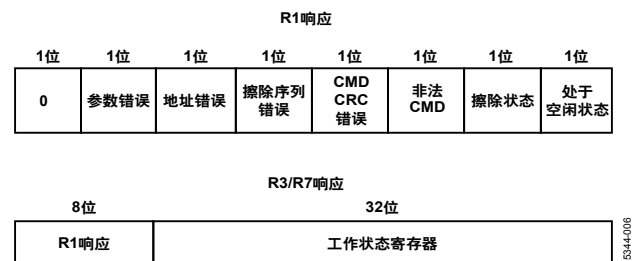 R1响应
1位 1位 1位 1位 1位 1位 1位 1位
0 参数错误 地址错误 擦除序列错误 CMD CRC 错误 非法 CMD 擦除状态 处于空闲状态
R3/R7响应
8位 32位
R1响应 工作状态寄存器
5344-006